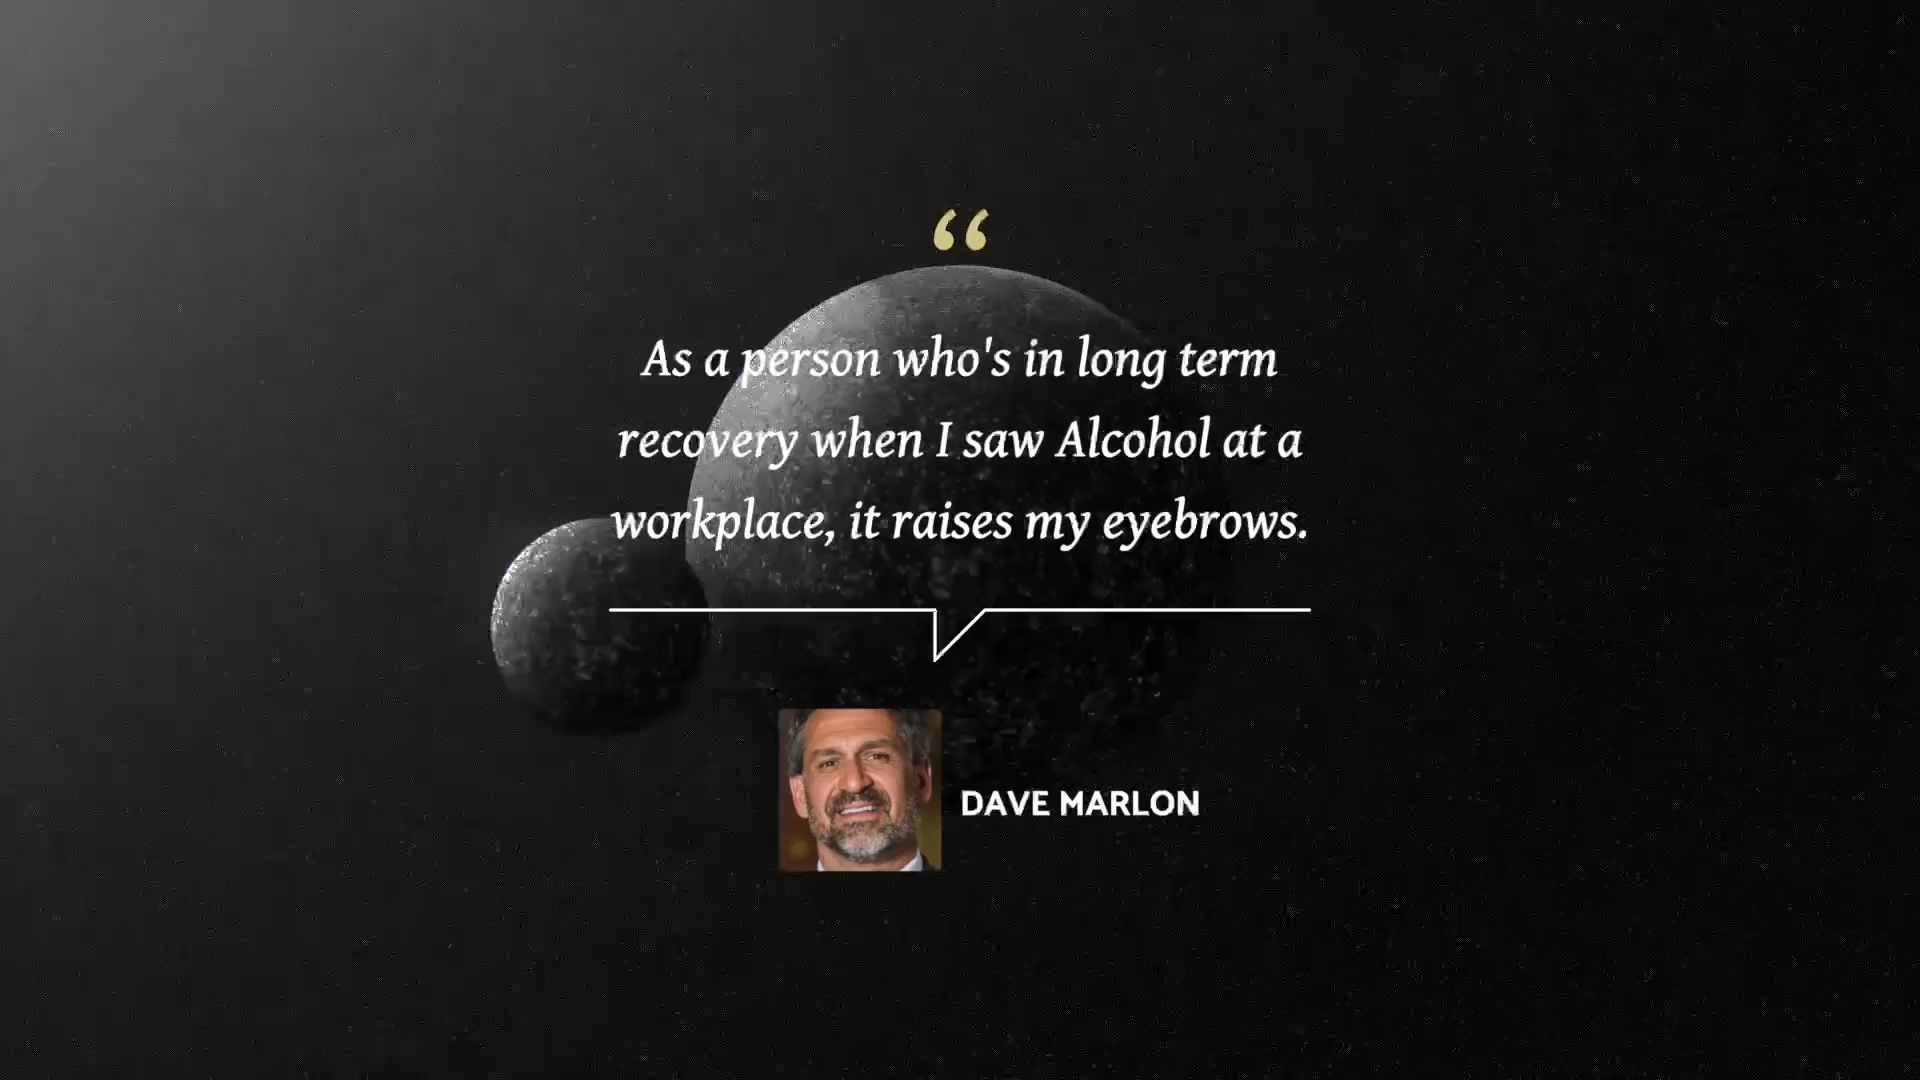 “
As a person who's in long term
recovery when I saw Alcohol at a
workplace, it raises my eyebrows.
DAVE MARLON